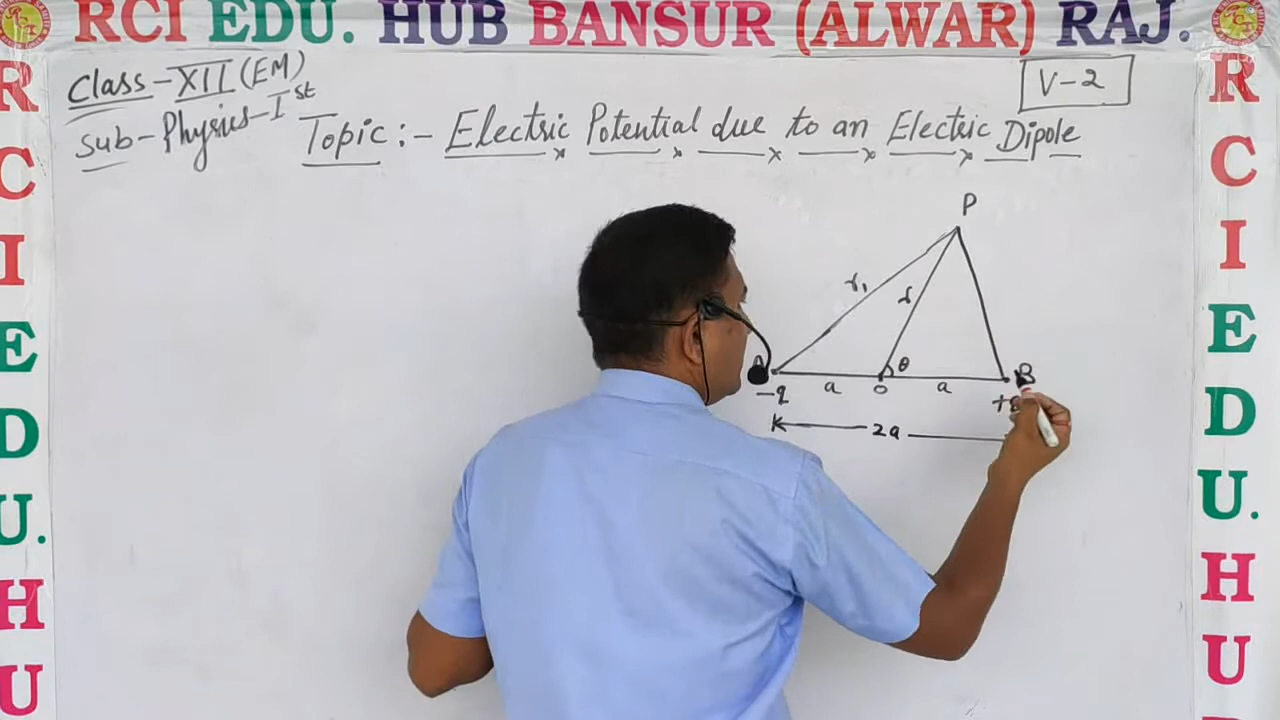 RCI EDU. HUB BANSUR (ALWAR) RAJ.
Class-XII (EM)
V-2
Sub-Physics-Ist
Topic:- Electric Potential due to an Electric Dipole
P
r₁
r
θ
A
B
-q
a
O
a
2a
R
C
I
E
D
U.
H
U
R
C
I
E
D
U.
H
U